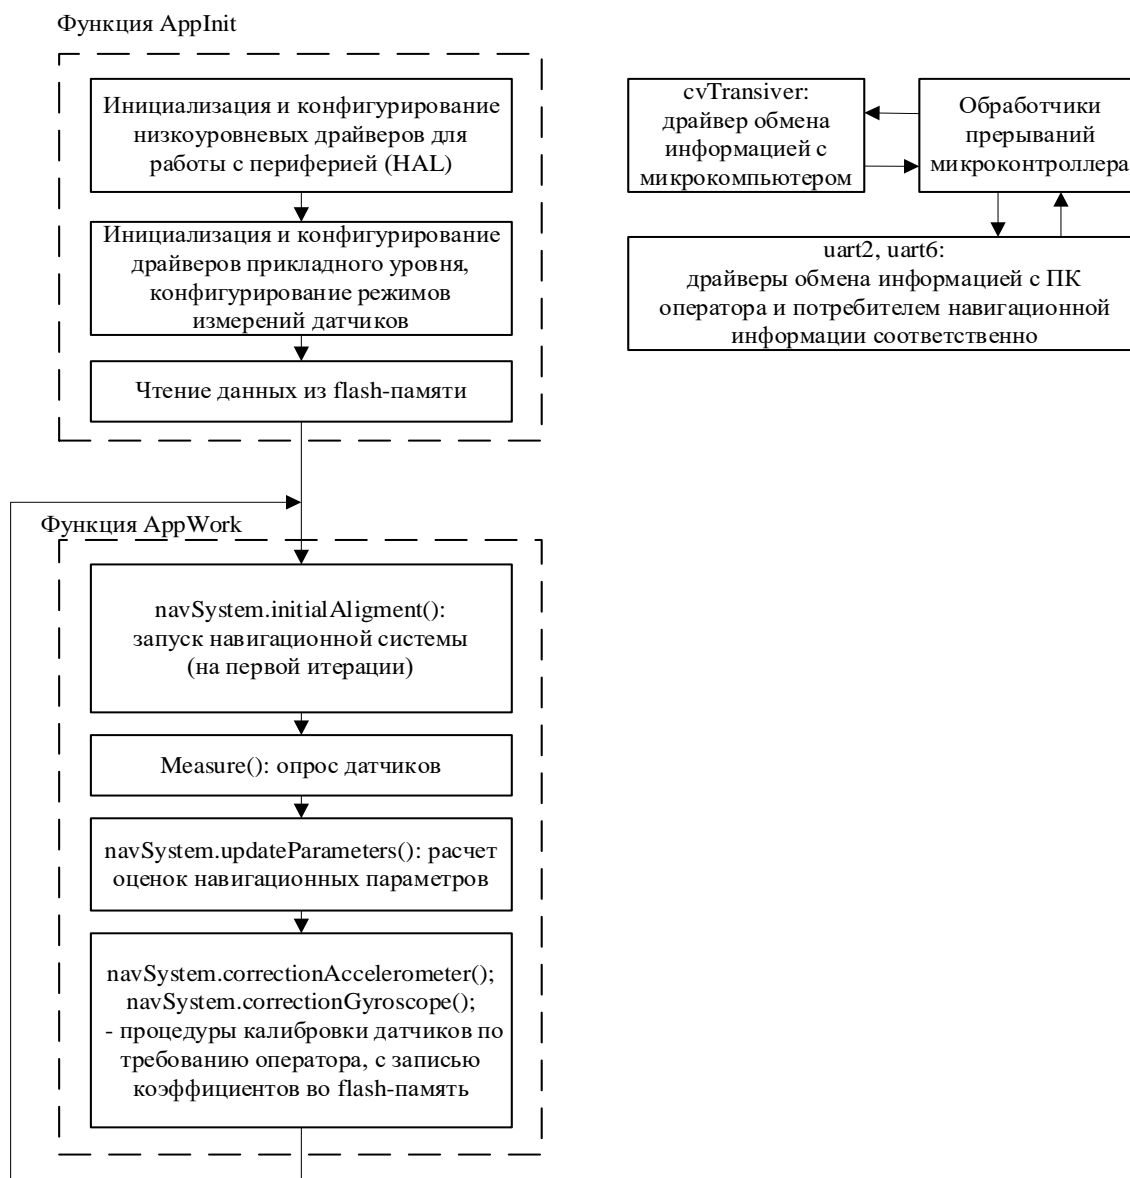 Функция AppInit
Инициализация и конфигурирование
низкоуровневых драйверов для
работы с периферией (HAL)
Инициализация и конфигурирование
драйверов прикладного уровня,
конфигурирование режимов
измерений датчиков
Чтение данных из flash-памяти
cvTransiver:
драйвер обмена
информацией с
микрокомпьютером
Обработчики
прерываний
микроконтроллера
uart2, uart6:
драйверы обмена информацией с ПК
оператора и потребителем навигационной
информации соответственно
Функция AppWork
navSystem.initialAligment():
запуск навигационной системы
(на первой итерации)
Measure(): опрос датчиков
navSystem.updateParameters(): расчет
оценок навигационных параметров
navSystem.correctionAccelerometer();
navSystem.correctionGyroscope();
- процедуры калибровки датчиков по
требованию оператора, с записью
коэффициентов во flash-память